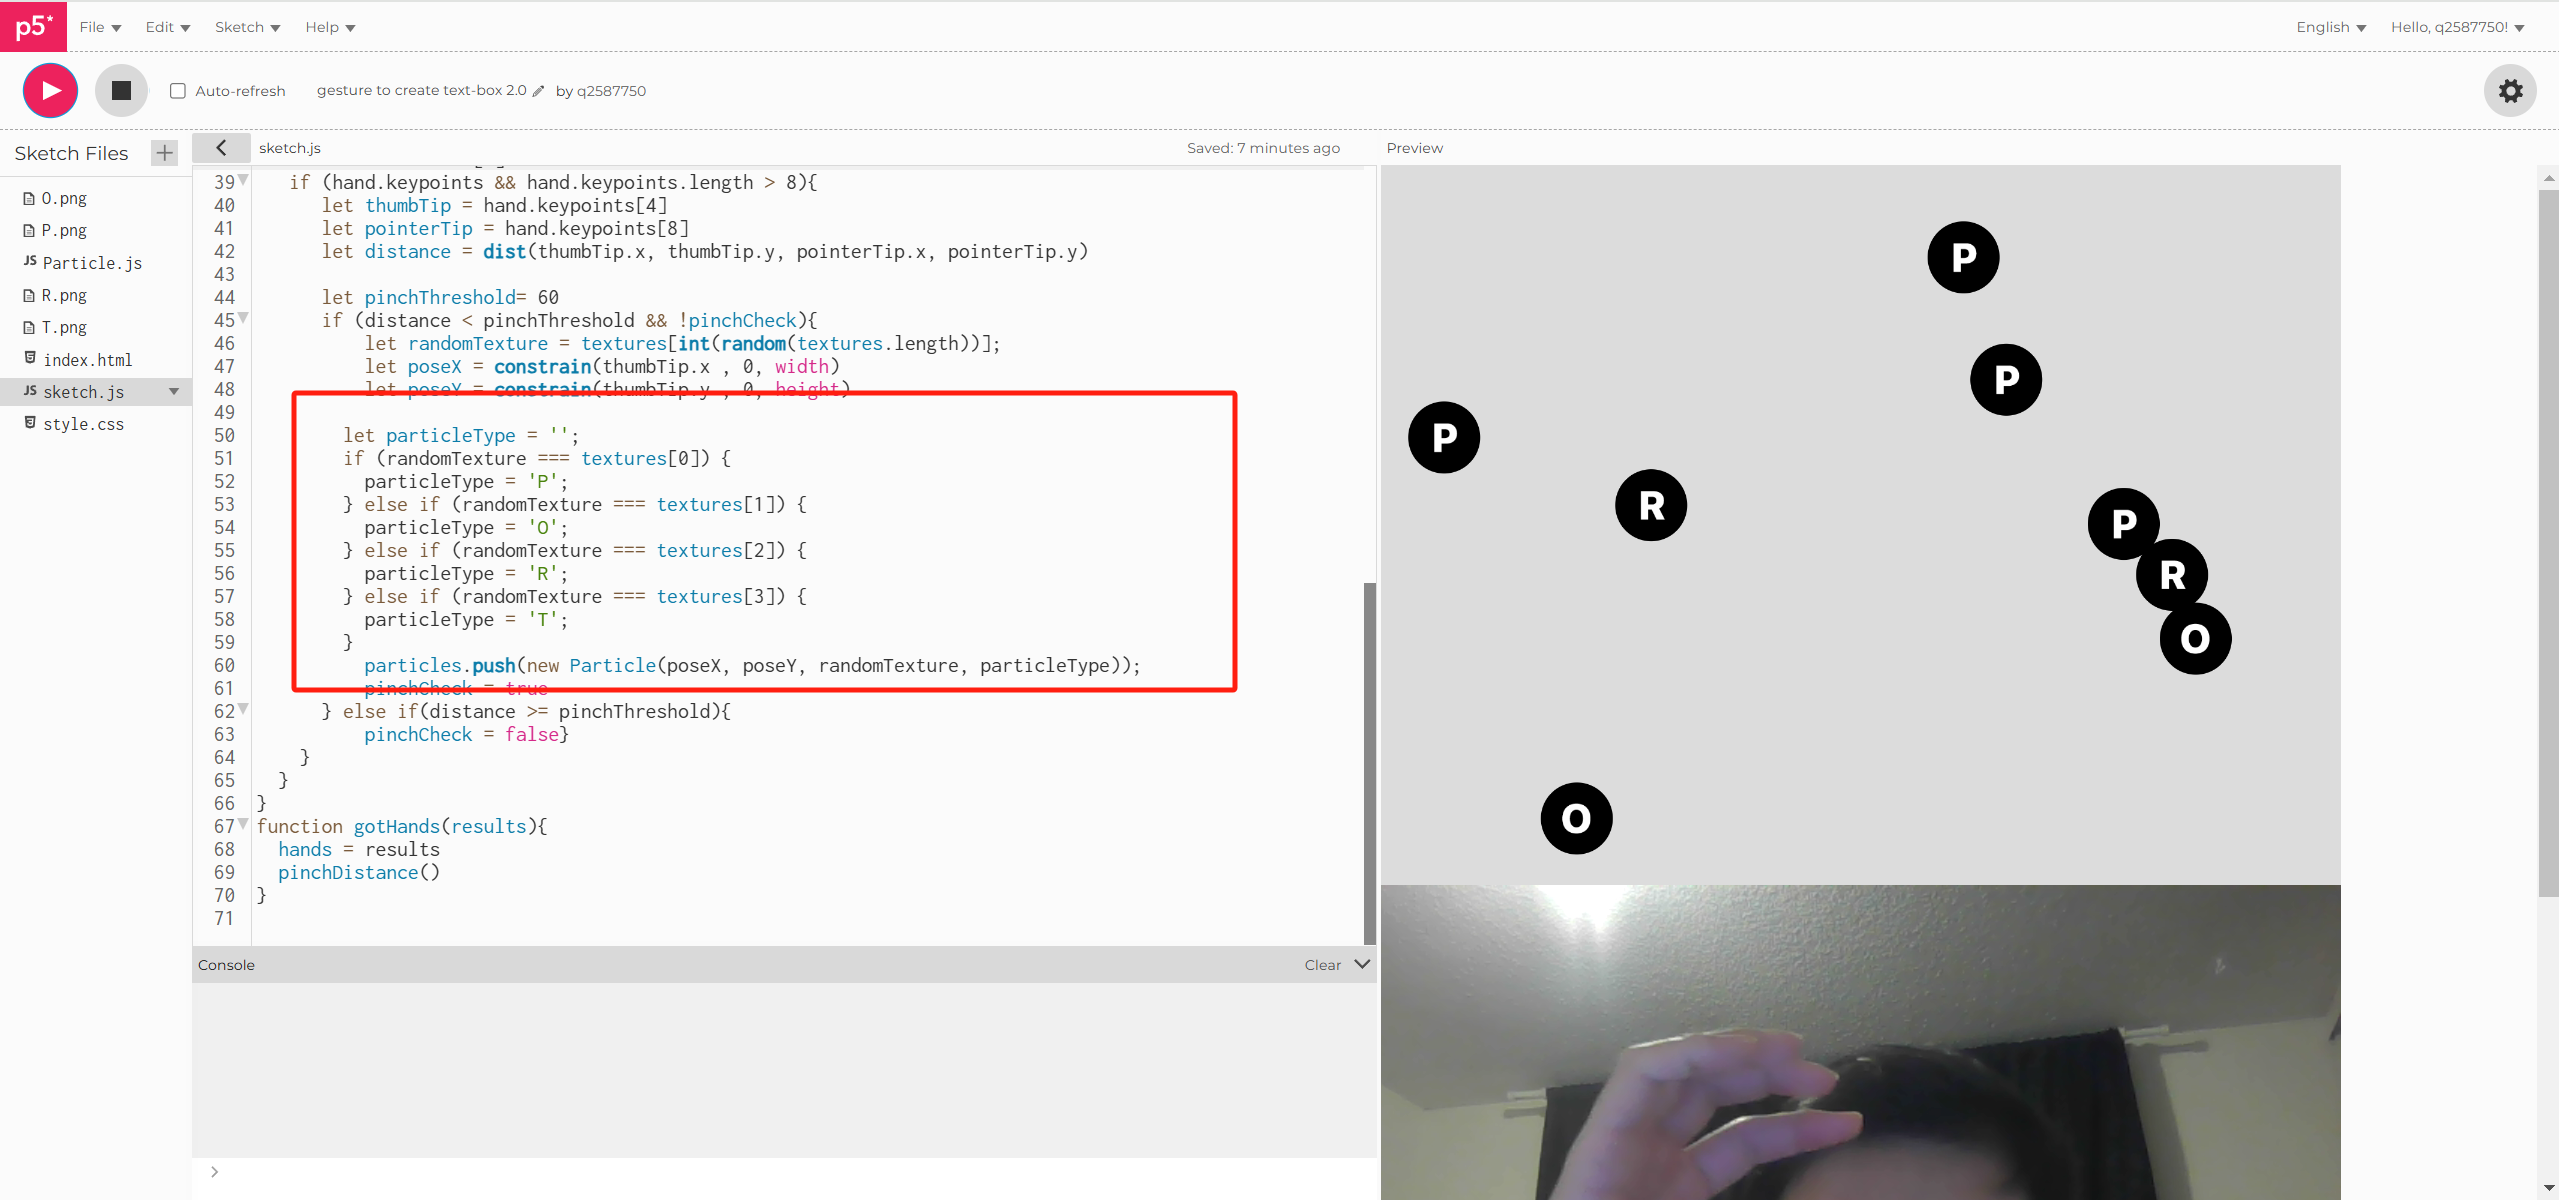 p5*
File
Edit
Sketch
Help
English
Hello, q2587750!
Auto-refresh
gesture to create text-box 2.0
by q2587750
Sketch Files
+
sketch.js
Saved: 7 minutes ago
Preview
O.png
P.png
JS Particle.js
R.png
T.png
index.html
JS sketch.js
style.css
39 if (hand.keypoints && hand.keypoints.length > 8){
40 let thumbTip = hand.keypoints[4]
41 let pointerTip = hand.keypoints[8]
42 let distance = dist(thumbTip.x, thumbTip.y, pointerTip.x, pointerTip.y)
43
44 let pinchThreshold= 60
45 if (distance < pinchThreshold && !pinchCheck){
46 let randomTexture = textures[int(random(textures.length))];
47 let poseX = constrain(thumbTip.x , 0, width)
48 let poseY = constrain(thumbTip.y , 0, height)
49
50 let particleType = '';
51 if (randomTexture === textures[0]) {
52 particleType = 'P';
53 } else if (randomTexture === textures[1]) {
54 particleType = 'O';
55 } else if (randomTexture === textures[2]) {
56 particleType = 'R';
57 } else if (randomTexture === textures[3]) {
58 particleType = 'T';
59 }
60 particles.push(new Particle(poseX, poseY, randomTexture, particleType));
61 pinchCheck = true
62 } else if(distance >= pinchThreshold){
63 pinchCheck = false}
64 }
65 }
66 }
67 function gotHands(results){
68 hands = results
69 pinchDistance()
70 }
71
Console
Clear
>
P
P
P
R
P
R
O
O